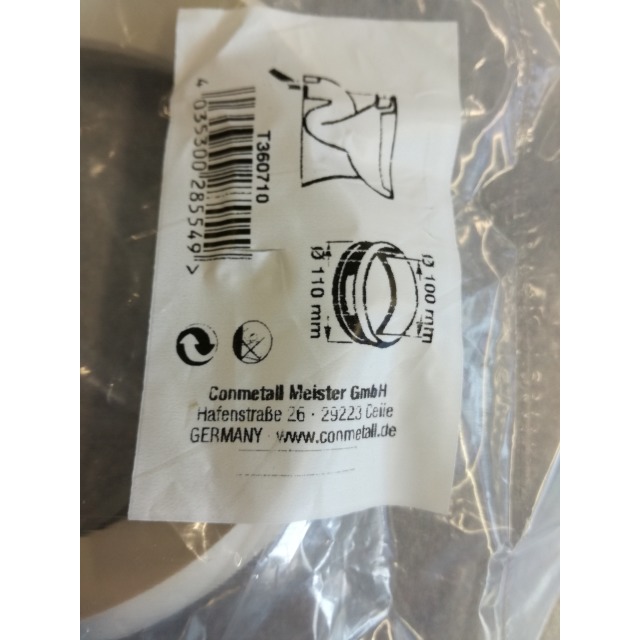 4 035300 285549 >
T360710
Ø 110 mm
Ø 100 mm
Conmetall Meister GmbH
Hafenstraße 26 · 29223 Celle
GERMANY · www.conmetall.de